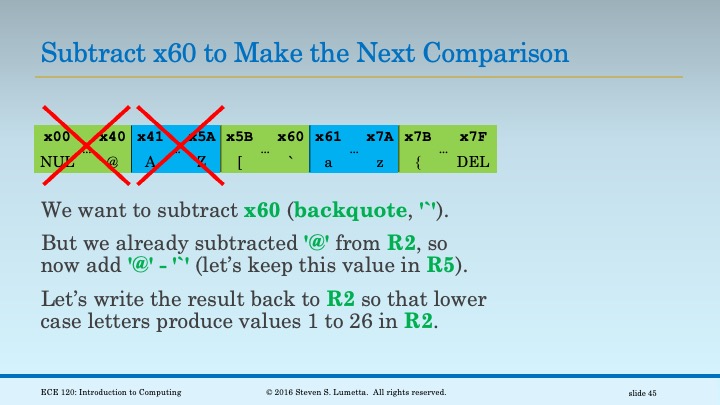 Subtract x60 to Make the Next Comparison
x00 x40 x41 x5A x5B x60 x61 x7A x7B x7F
... ... ... ... ...
NUL @ A Z [ ` a z { DEL
We want to subtract x60 (backquote, '`').
But we already subtracted '@' from R2, so
now add '@' - '`' (let’s keep this value in R5).
Let’s write the result back to R2 so that lower
case letters produce values 1 to 26 in R2.
ECE 120: Introduction to Computing © 2016 Steven S. Lumetta. All rights reserved. slide 45